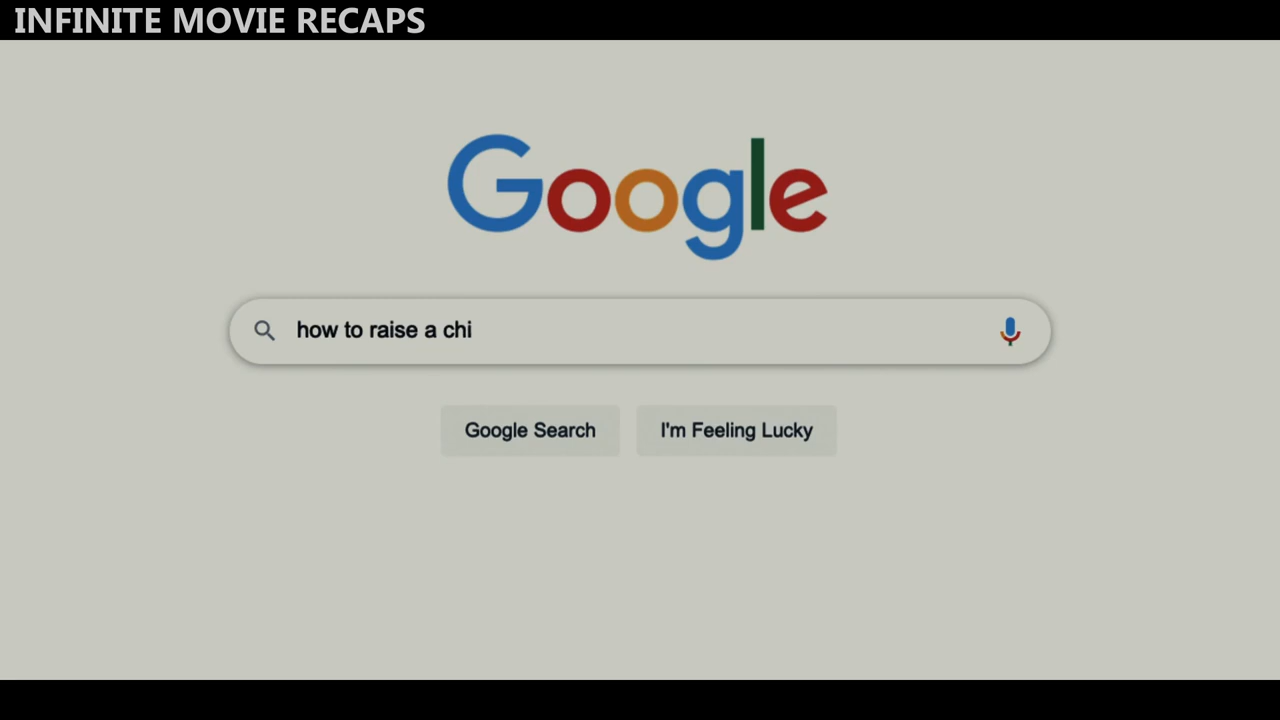 INFINITE MOVIE RECAPS
Google
how to raise a chi
Google Search
I'm Feeling Lucky